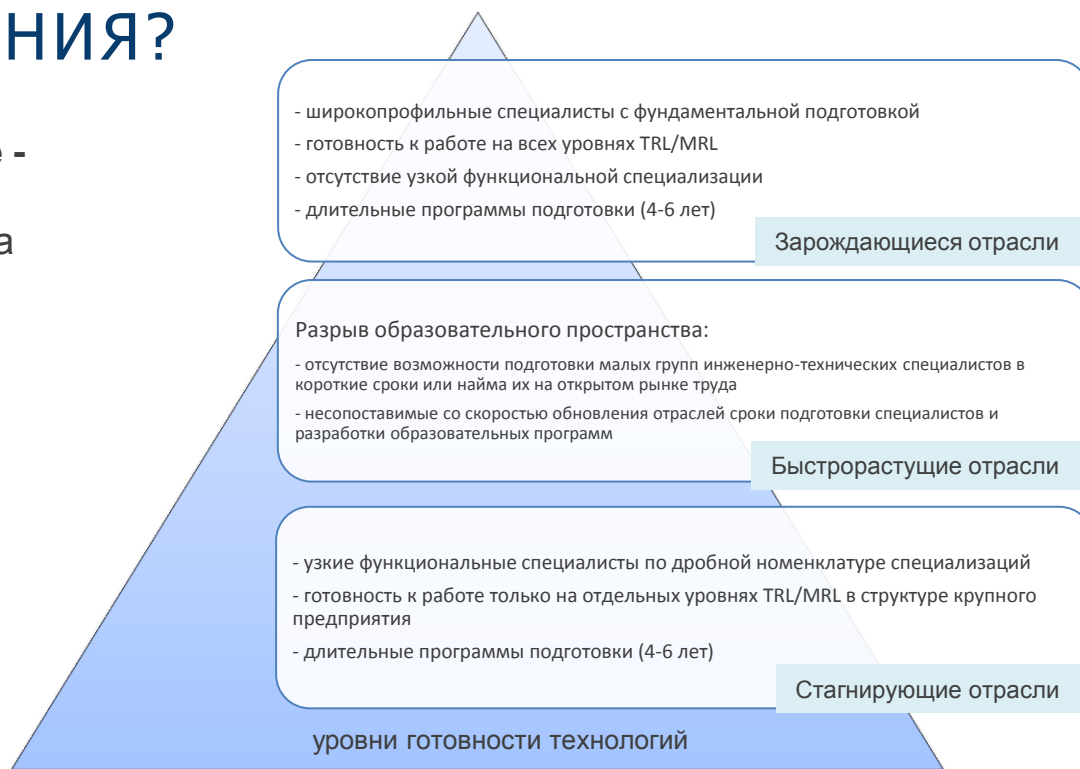 НИЯ?
е -
а
- широкопрофильные специалисты с фундаментальной подготовкой
- готовность к работе на всех уровнях TRL/MRL
- отсутствие узкой функциональной специализации
- длительные программы подготовки (4-6 лет)
Зарождающиеся отрасли
Разрыв образовательного пространства:
- отсутствие возможности подготовки малых групп инженерно-технических специалистов в
короткие сроки или найма их на открытом рынке труда
- несопоставимые со скоростью обновления отраслей сроки подготовки специалистов и
разработки образовательных программ
Быстрорастущие отрасли
- узкие функциональные специалисты по дробной номенклатуре специализаций
- готовность к работе только на отдельных уровнях TRL/MRL в структуре крупного
предприятия
- длительные программы подготовки (4-6 лет)
Стагнирующие отрасли
уровни готовности технологий